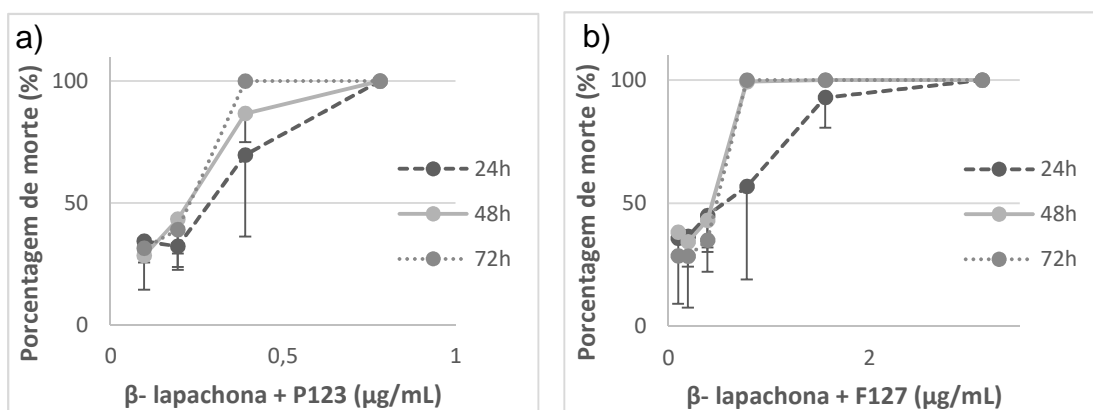 a)
Porcentagem de morte (%)
100
50
0
0
0,5
1
β- lapachona + P123 (µg/mL)
24h
48h
72h
b)
Porcentagem de morte (%)
100
50
0
0
2
β- lapachona + F127 (µg/mL)
24h
48h
72h